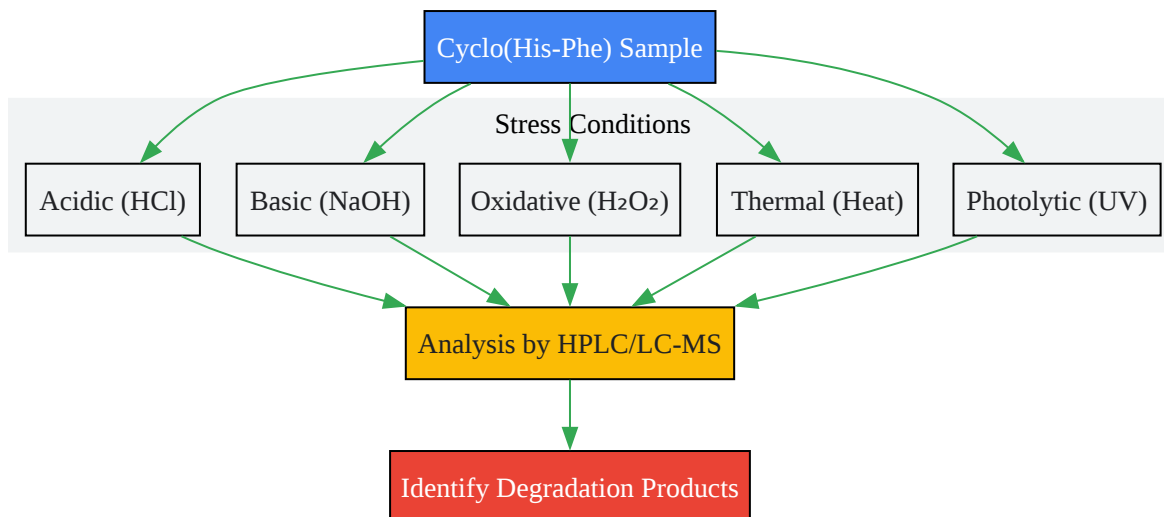 Cyclo(His-Phe) Sample
Stress Conditions
Acidic (HCl)
Basic (NaOH)
Oxidative (H₂O₂)
Thermal (Heat)
Photolytic (UV)
Analysis by HPLC/LC-MS
Identify Degradation Products